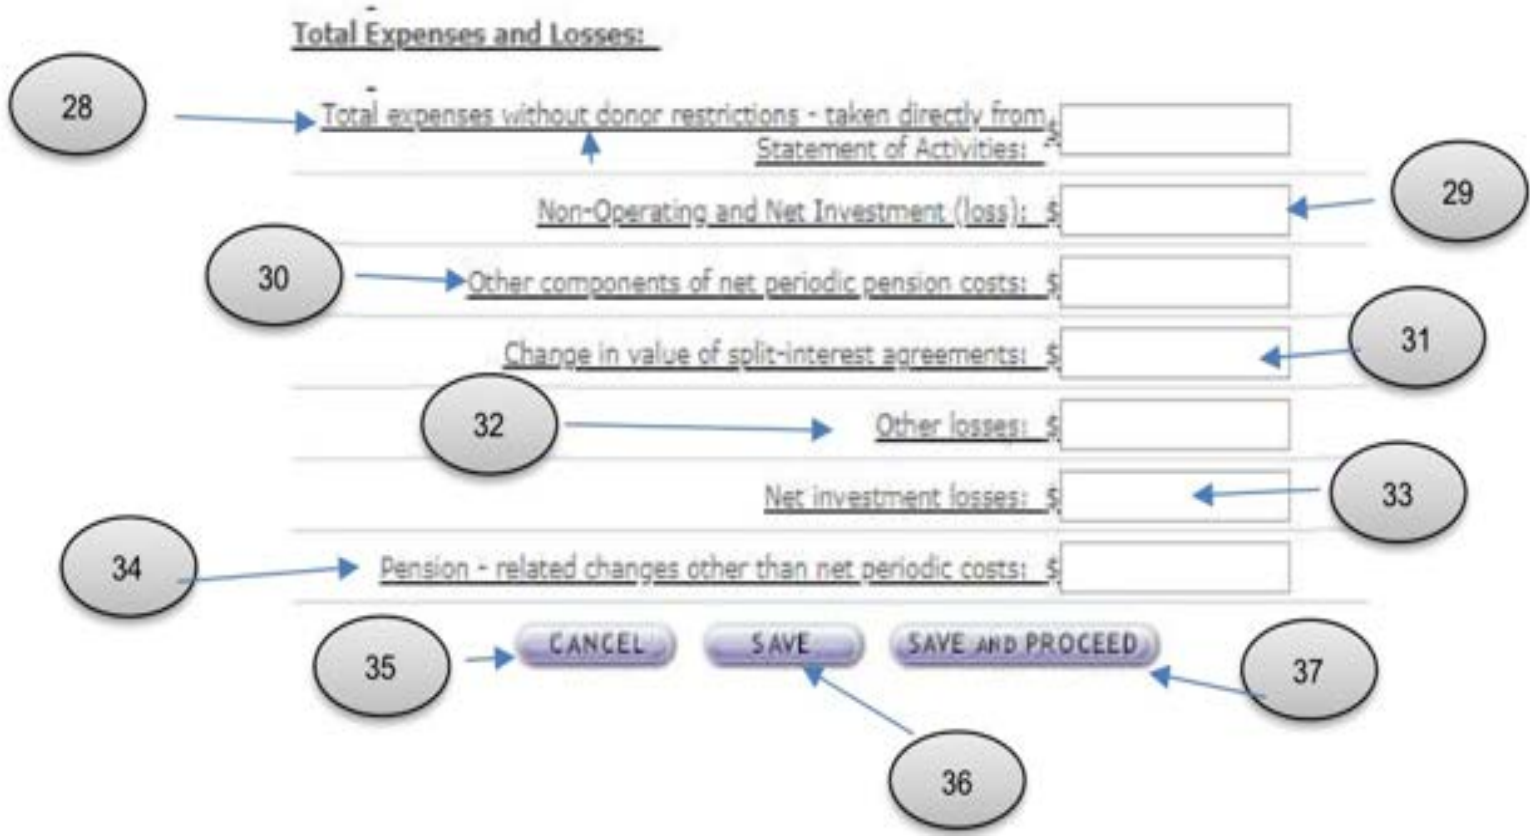 Total Expenses and Losses:
28
Total expenses without donor restrictions - taken directly from
Statement of Activities: $
Non-Operating and Net Investment (loss): $
29
30
Other components of net periodic pension costs: $
Change in value of split-interest agreements: $
31
32
Other losses: $
Net investment losses: $
33
34
Pension - related changes other than net periodic costs: $
35
CANCEL
SAVE
SAVE AND PROCEED
37
36